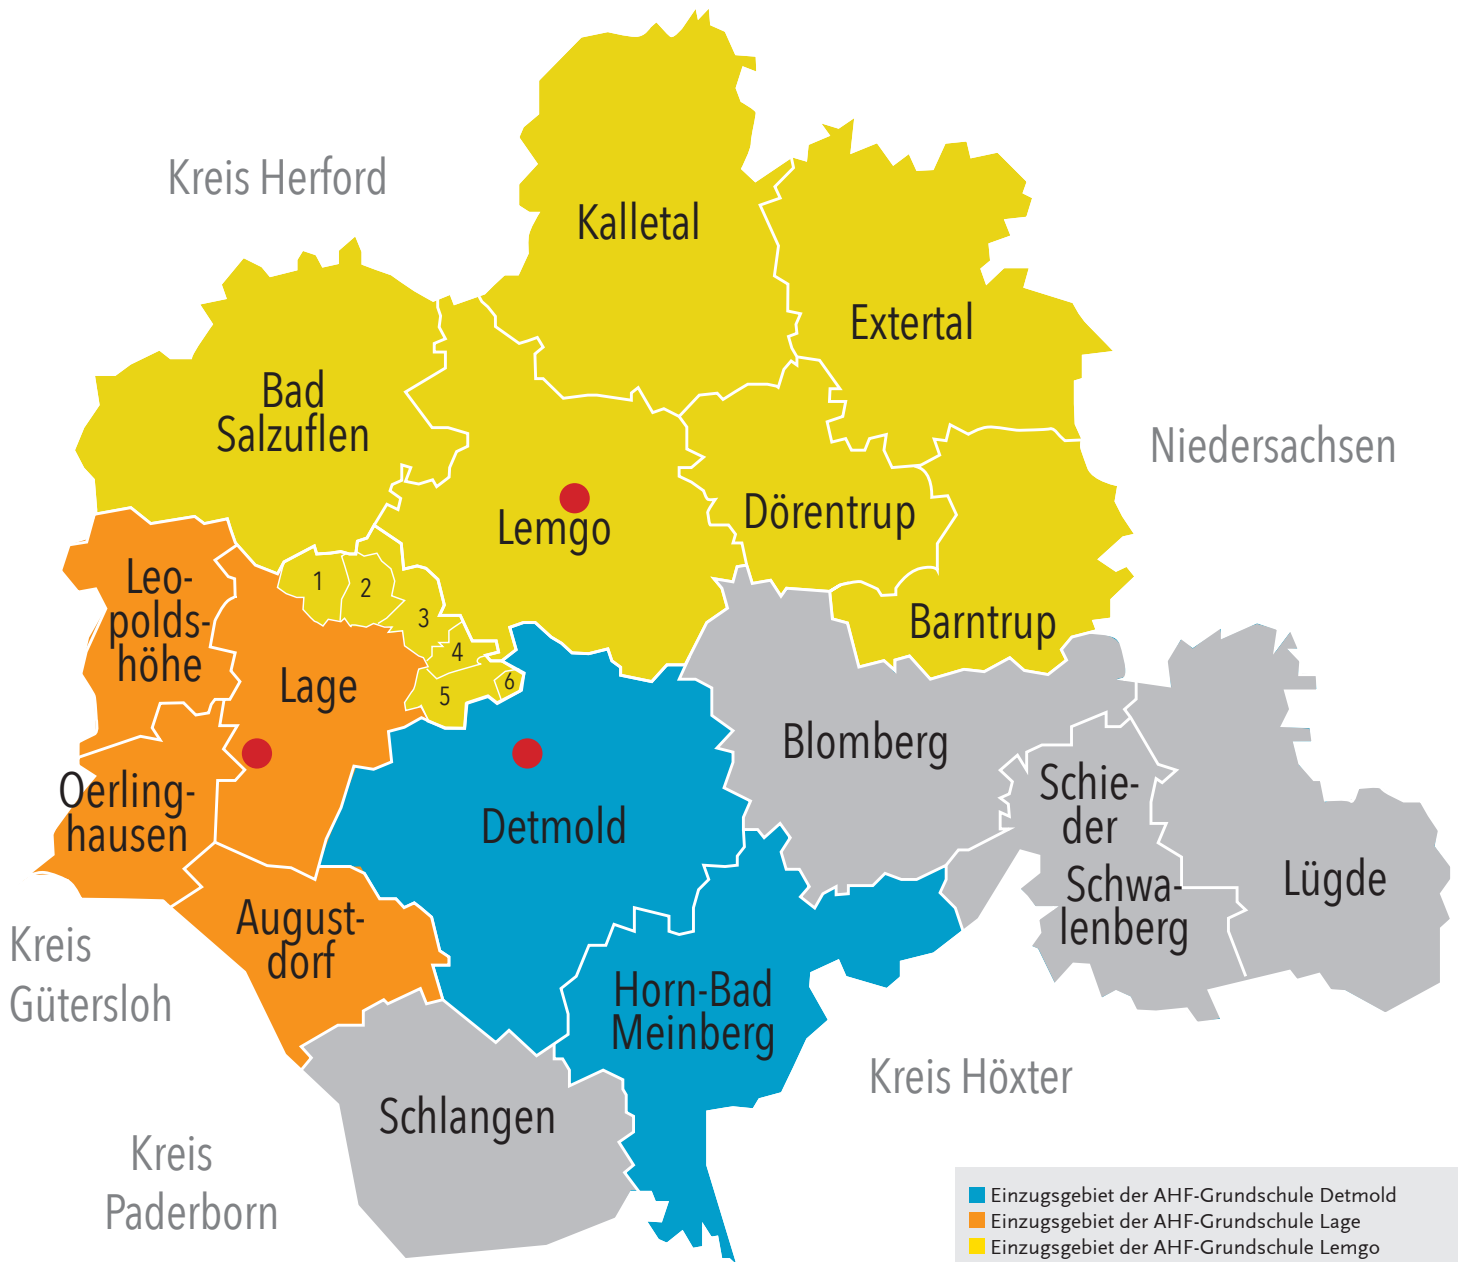 Kreis Herford
Kalletal
Extertal
Bad
Salzuflen
Niedersachsen
Lemgo
Dörentrup
Leo-
polds-
höhe
1
2
3
4
5
6
Barntrup
Lage
Blomberg
Schie-
der
Schwa-
lenberg
Oerling-
hausen
Detmold
Lügde
August-
dorf
Kreis
Gütersloh
Horn-Bad
Meinberg
Kreis Höxter
Schlangen
Kreis
Paderborn
Einzugsgebiet der AHF-Grundschule Detmold
Einzugsgebiet der AHF-Grundschule Lage
Einzugsgebiet der AHF-Grundschule Lemgo